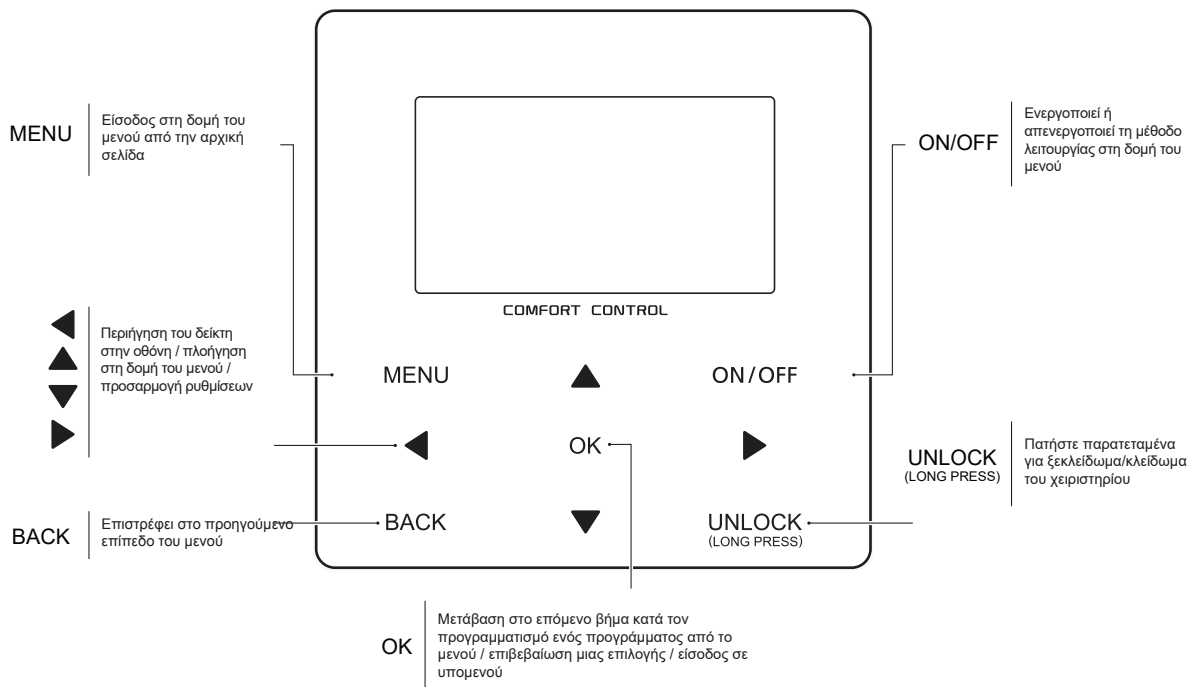 MENU
Είσοδος στη δομή του
μενού από την αρχική
σελίδα
ON/OFF
Ενεργοποιεί ή
απενεργοποιεί τη μέθοδο
λειτουργίας στη δομή του
μενού
COMFORT CONTROL
Περιήγηση του δείκτη
στην οθόνη / πλοήγηση
στη δομή του μενού /
προσαρμογή ρυθμίσεων
MENU
ON/OFF
OK
UNLOCK
(LONG PRESS)
Πατήστε παρατεταμένα
για ξεκλείδωμα/κλείδωμα
του χειριστηρίου
BACK
Επιστρέφει στο προηγούμενο
επίπεδο του μενού
BACK
UNLOCK
(LONG PRESS)
OK
Μετάβαση στο επόμενο βήμα κατά τον
προγραμματισμό ενός προγράμματος από το
μενού / επιβεβαίωση μιας επιλογής / είσοδος σε
υπομενού